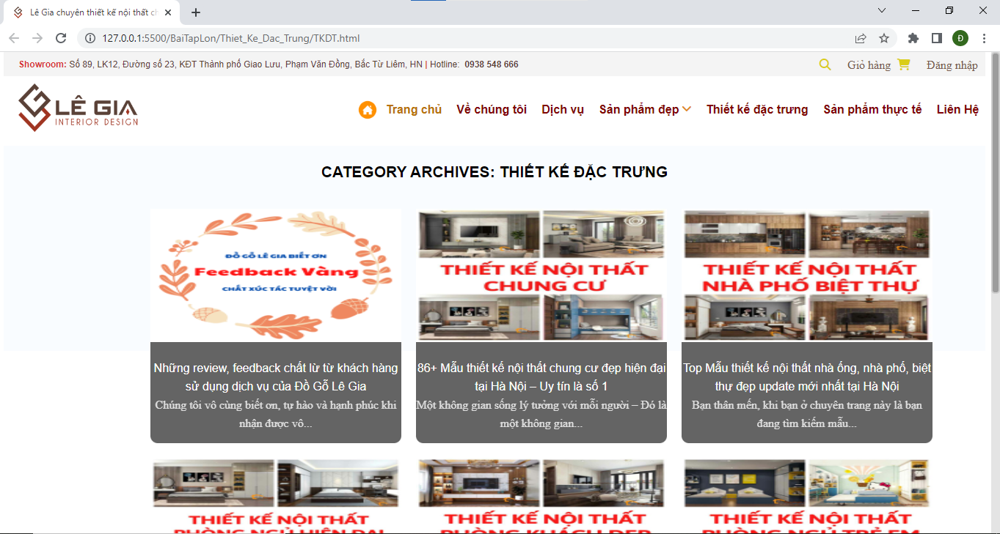 Lê Gia chuyên thiết kế nội thất ch
127.0.0.1:5500/BaiTapLon/Thiet_Ke_Dac_Trung/TKDT.html
Đ
Showroom: Số 89, LK12, Đường số 23, KĐT Thành phố Giao Lưu, Phạm Văn Đồng, Bắc Từ Liêm, HN | Hotline: 0938 548 666
Giỏ hàng
Đăng nhập
LÊ GIA
INTERIOR DESIGN
Trang chủ
Về chúng tôi
Dịch vụ
Sản phẩm đẹp
Thiết kế đặc trưng
Sản phẩm thực tế
Liên Hệ
CATEGORY ARCHIVES: THIẾT KẾ ĐẶC TRƯNG
ĐỒ GỖ LÊ GIA BIẾT ƠN
Feedback Vàng
CHẤT XÚC TÁC TUYỆT VỜI
Những review, feedback chất lừ từ khách hàng
sử dụng dịch vụ của Đồ Gỗ Lê Gia
Chúng tôi vô cùng biết ơn, tự hào và hạnh phúc khi
nhận được vô...
THIẾT KẾ NỘI THẤT
CHUNG CƯ
86+ Mẫu thiết kế nội thất chung cư đẹp hiện đại
tại Hà Nội – Uy tín là số 1
Một không gian sống lý tưởng với mỗi người – Đó là
một không gian...
THIẾT KẾ NỘI THẤT
NHÀ PHỐ BIỆT THỰ
Top Mẫu thiết kế nội thất nhà ống, nhà phố, biệt
thự đẹp update mới nhất tại Hà Nội
Bạn thân mến, khi bạn ở chuyên trang này là bạn
đang tìm kiếm mẫu...
THIẾT KẾ NỘI THẤT
PHÒNG NGỦ HIỆN ĐẠI
THIẾT KẾ NỘI THẤT
PHÒNG KHÁCH ĐẸP
THIẾT KẾ NỘI THẤT
PHÒNG NGỦ TRẺ EM